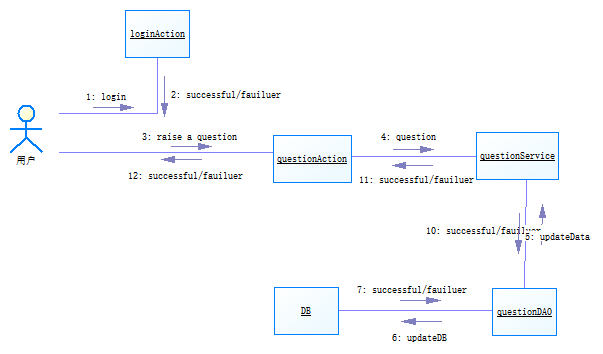 loginAction
1: login
2: successful/fauiluer
用户
3: raise a question
12: successful/fauiluer
questionAction
4: question
11: successful/fauiluer
questionService
10: successful/fauiluer
5: updateData
7: successful/fauiluer
DB
6: updateDB
questionDAO